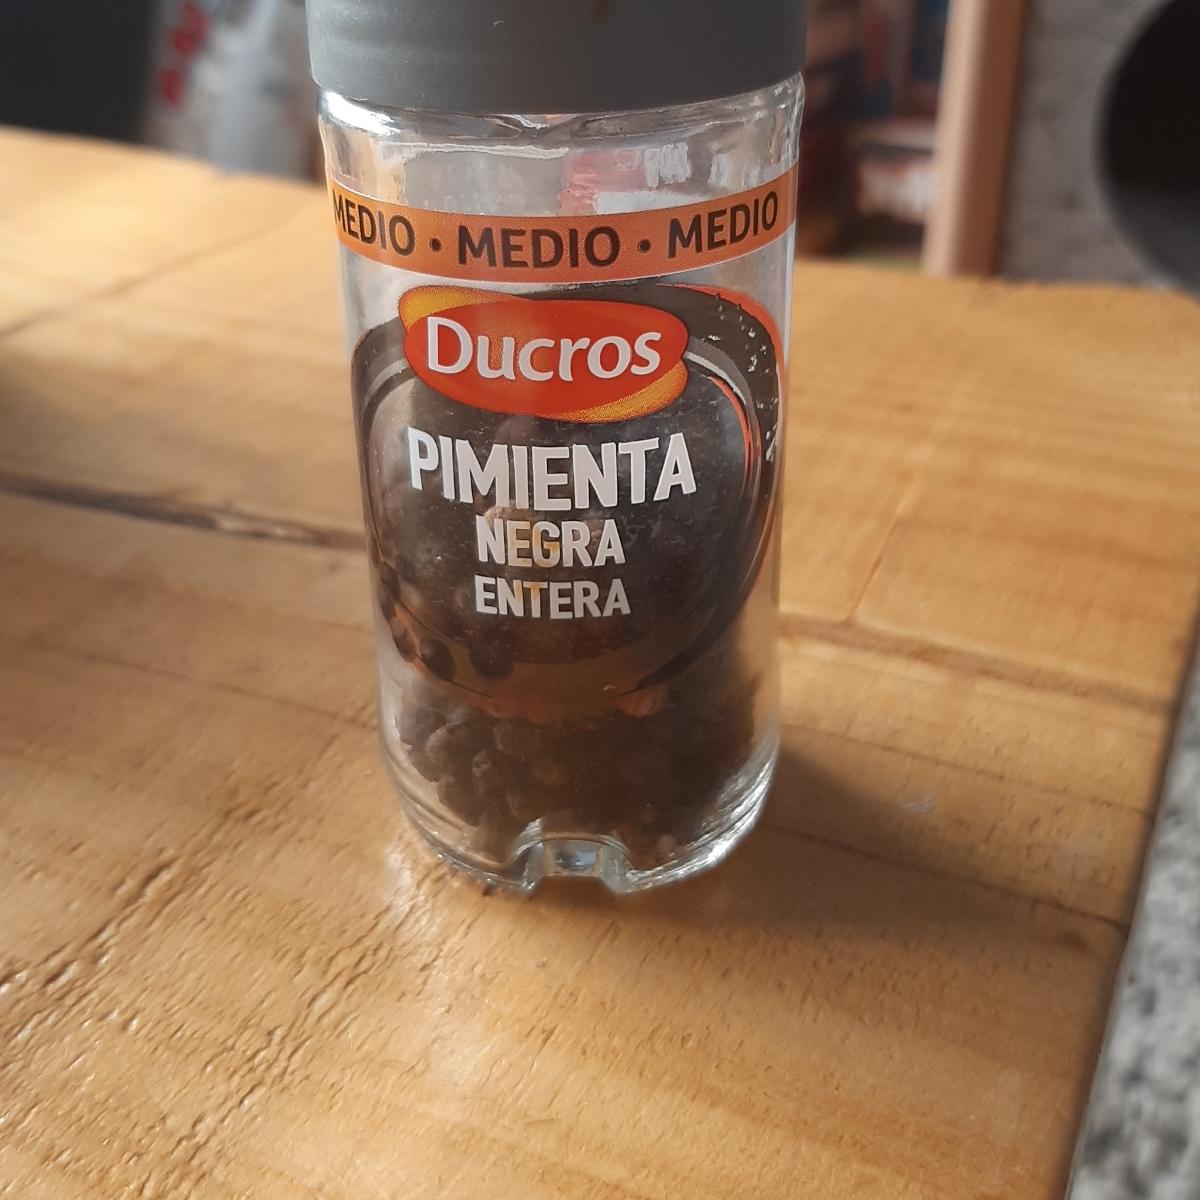 MEDIO • MEDIO • MEDIO
Ducros
PIMIENTA
NEGRA
ENTERA